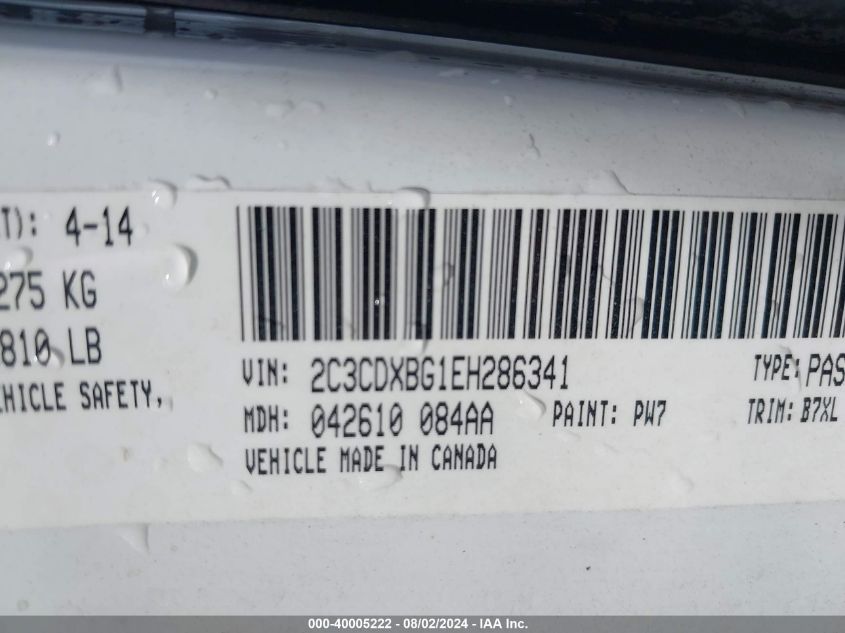 T): 4-14
275 KG
810 LB
EHICLE SAFETY,
VIN: 2C3CDXBG1EH286341 TYPE: PAS
MDH: 042610 084AA PAINT: PW7 TRIM: B7XL
VEHICLE MADE IN CANADA
000-40005222 - 08/02/2024 - IAA Inc.